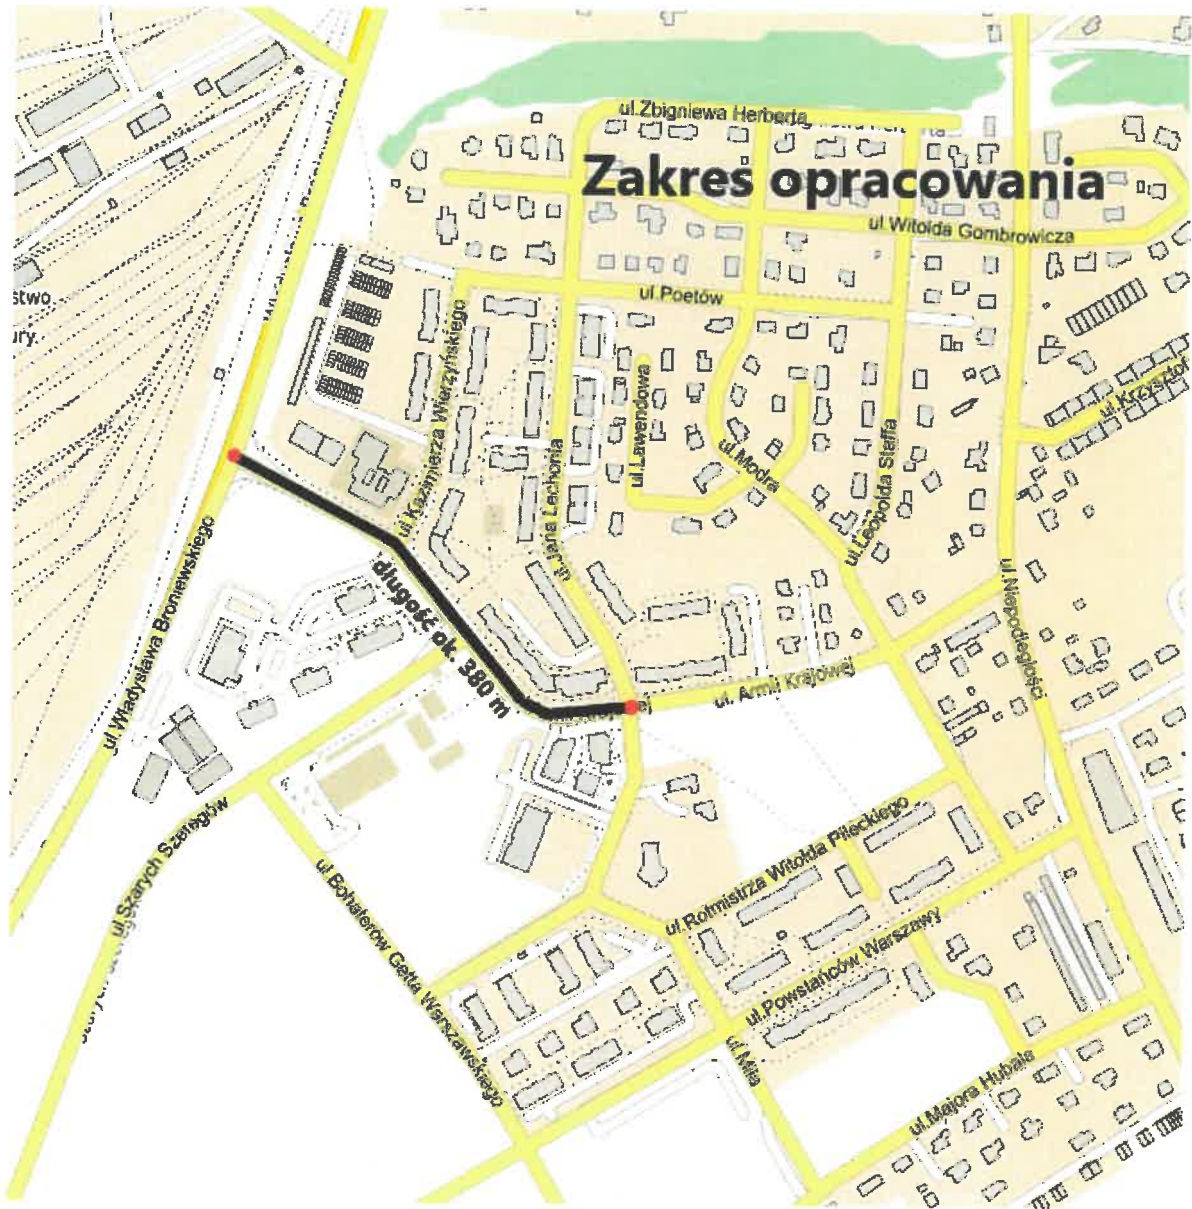 ul.Zbigniewa Herberta
Zakres opracowania
ul.Witolda Gombrowicza
ul.Poetów
stwo
ury.
ul.Krzysztof
ul.Kazimierza Wierzyńskiego
ul.Lawendowa
ul.Jana Lechonia
ul.Modra
ul.Leopolda Staffa
ul.Władysława Broniewskiego
długość ok. 380 m
ul.Niepodległości
ul. Armii Krajowej
ul.Szarych Szeregów
ul.Bohaterów Getta Warszawskiego
ul.Rotmistrza Witolda Pileckiego
ul.Powstańców Warszawy
ul.Miła
ul.Majora Hubala